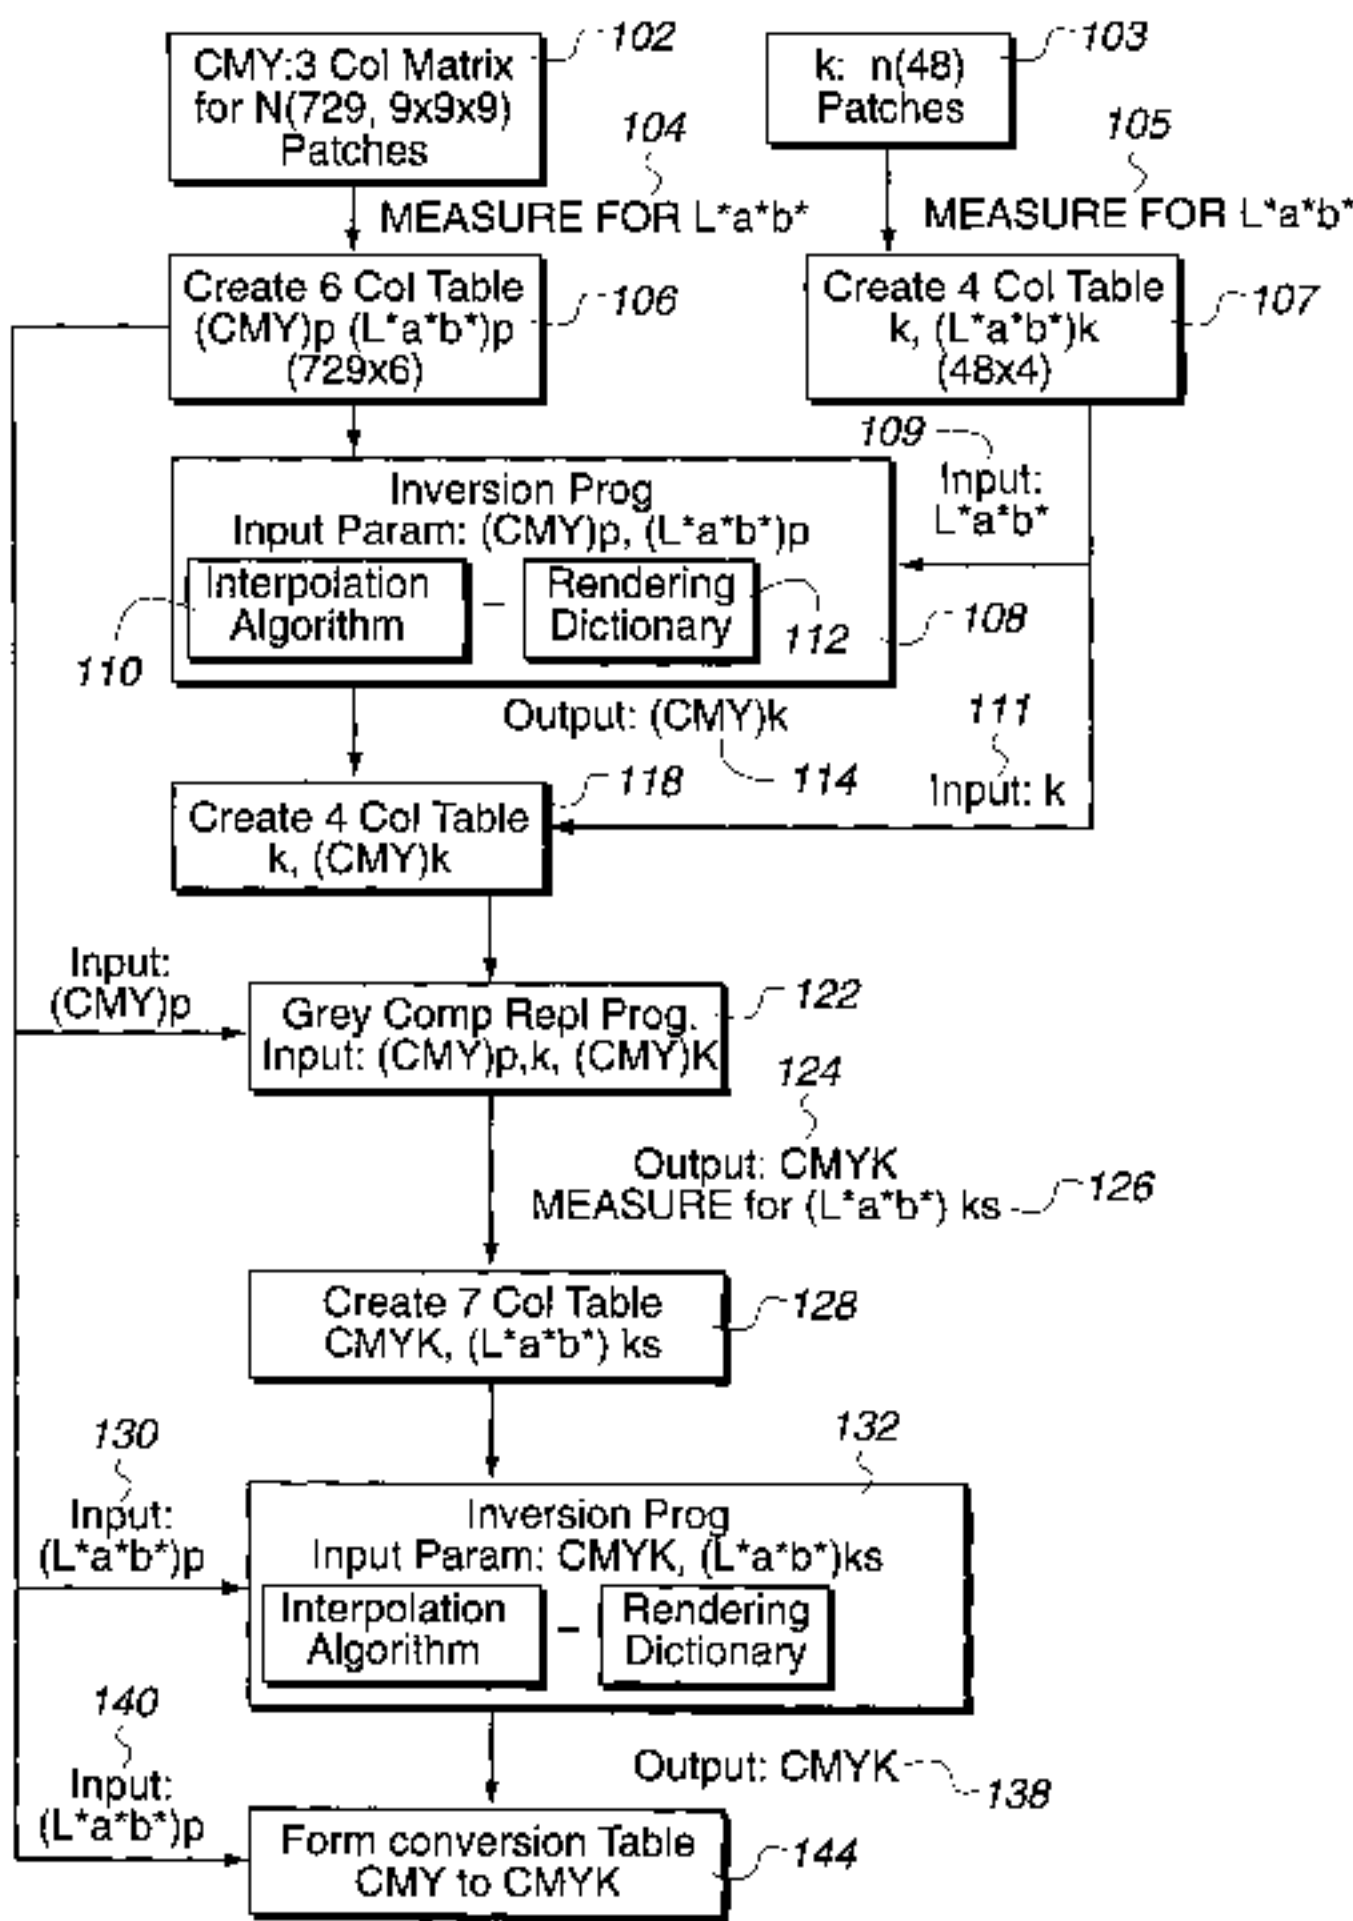 102
CMY:3 Col Matrix
for N(729, 9x9x9)
Patches
103
k: n(48)
Patches
104
MEASURE FOR L*a*b*
105
MEASURE FOR L*a*b*
Create 6 Col Table
(CMY)p (L*a*b*)p
(729x6)
106
Create 4 Col Table
k, (L*a*b*)k
(48x4)
107
109
Input:
L*a*b*
Inversion Prog
Input Param: (CMY)p, (L*a*b*)p
Interpolation
Algorithm
–
Rendering
Dictionary
110
112
108
Output: (CMY)k
114
111
Input: k
118
Create 4 Col Table
k, (CMY)k
Input:
(CMY)p
Grey Comp Repl Prog.
Input: (CMY)p,k, (CMY)K
122
124
Output: CMYK
MEASURE for (L*a*b*) ks
126
Create 7 Col Table
CMYK, (L*a*b*) ks
128
130
Input:
(L*a*b*)p
132
Inversion Prog
Input Param: CMYK, (L*a*b*)ks
Interpolation
Algorithm
–
Rendering
Dictionary
140
Input:
(L*a*b*)p
Output: CMYK
138
Form conversion Table
CMY to CMYK
144